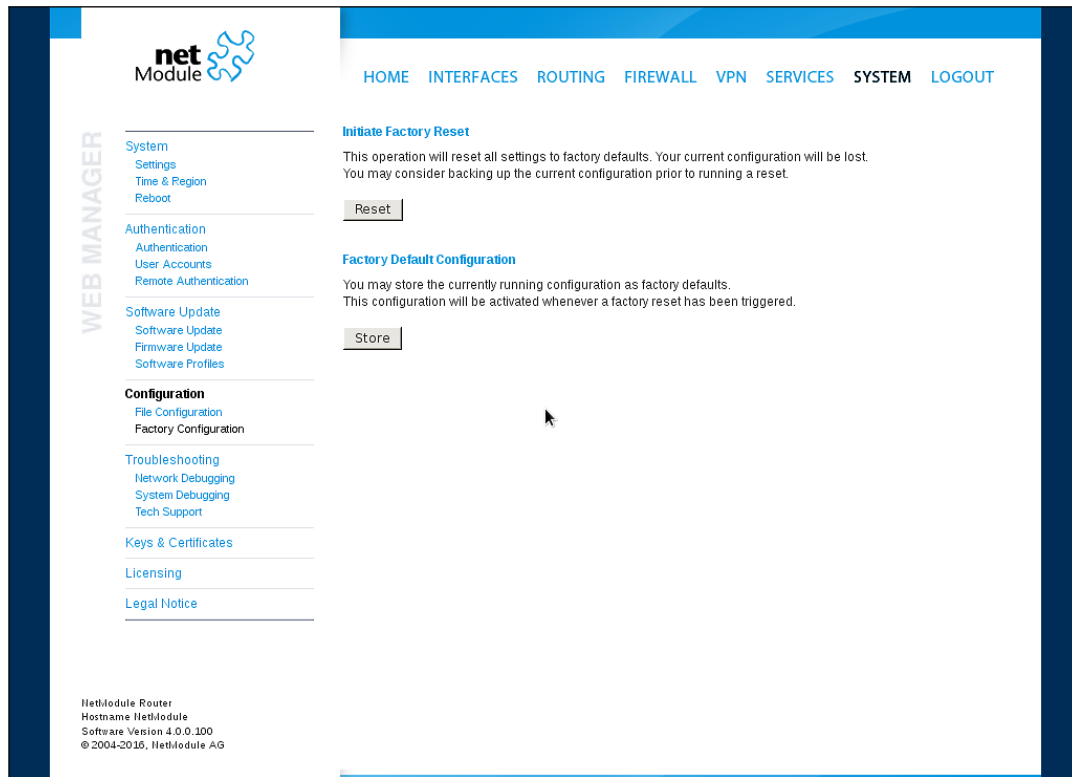 net
Module
HOME INTERFACES ROUTING FIREWALL VPN SERVICES SYSTEM LOGOUT
WEB MANAGER
System
Settings
Time & Region
Reboot
Authentication
Authentication
User Accounts
Remote Authentication
Software Update
Software Update
Firmware Update
Software Profiles
Configuration
File Configuration
Factory Configuration
Troubleshooting
Network Debugging
System Debugging
Tech Support
Keys & Certificates
Licensing
Legal Notice
Initiate Factory Reset
This operation will reset all settings to factory defaults. Your current configuration will be lost.
You may consider backing up the current configuration prior to running a reset.
Reset
Factory Default Configuration
You may store the currently running configuration as factory defaults.
This configuration will be activated whenever a factory reset has been triggered.
Store
NetModule Router
Hostname NetModule
Software Version 4.0.0.100
© 2004-2016, NetModule AG